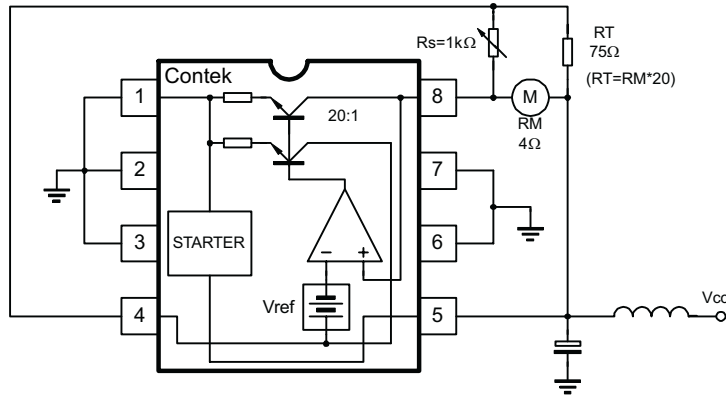 Rs=1kΩ
RT
75Ω
(RT=RM*20)
Contek
1
8
M
20:1
RM
4Ω
2
7
3
STARTER
6
- +
4
Vref
5
Vcc